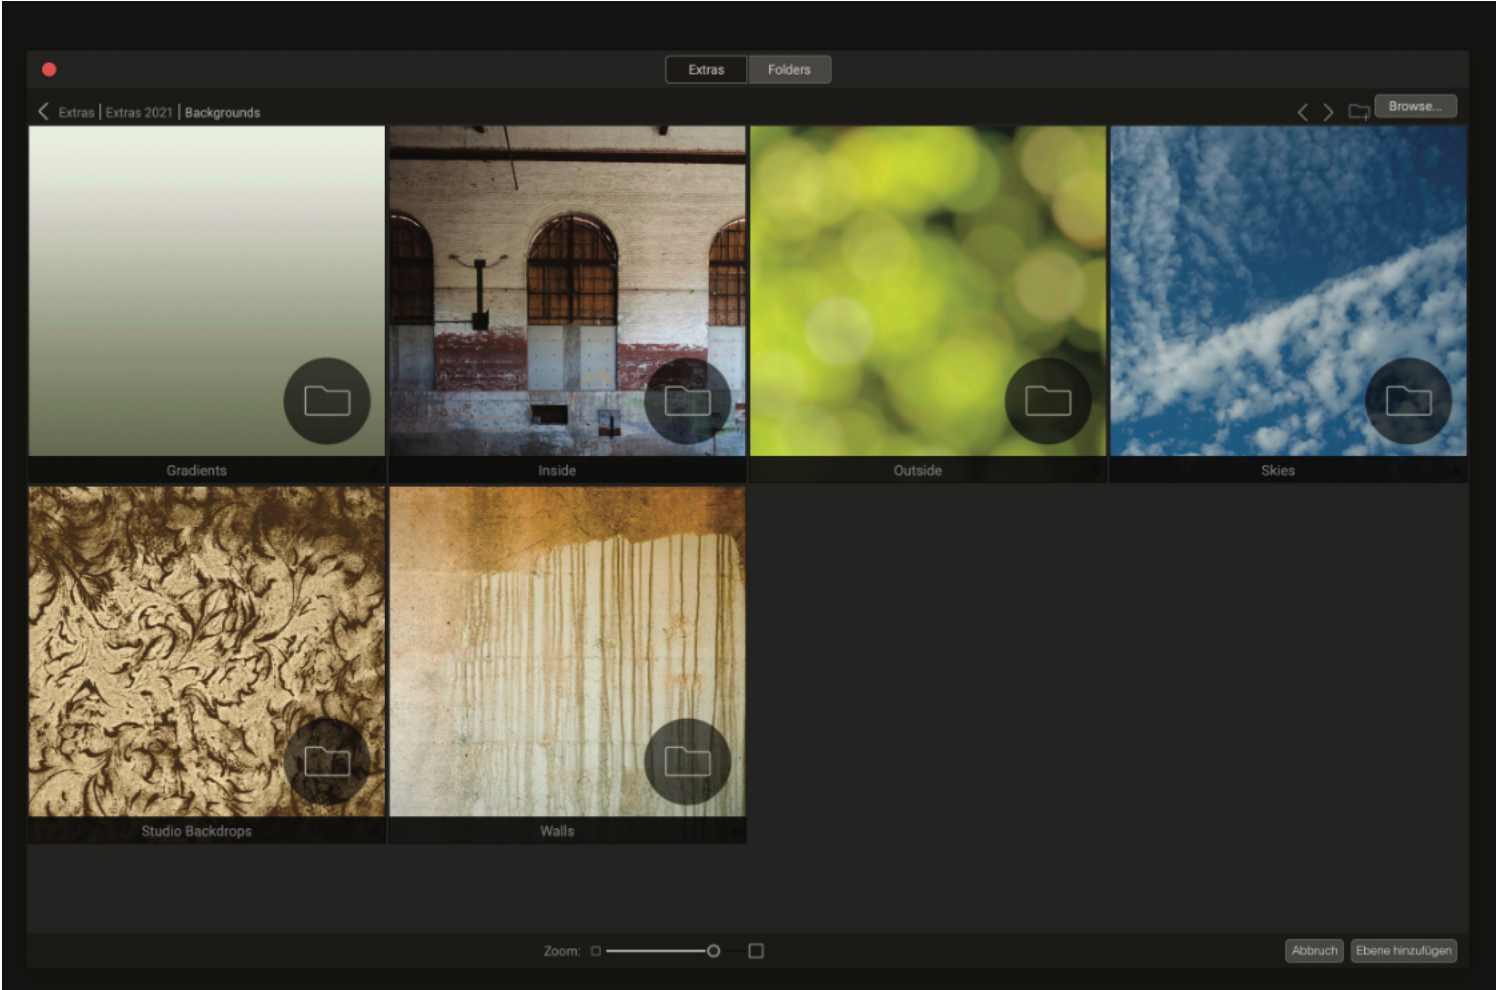 Extras Folders
Extras | Extras 2021 | Backgrounds Browse...
Gradients Inside Outside Skies
Studio Backdrops Walls
Zoom: Abbruch Ebene hinzufügen